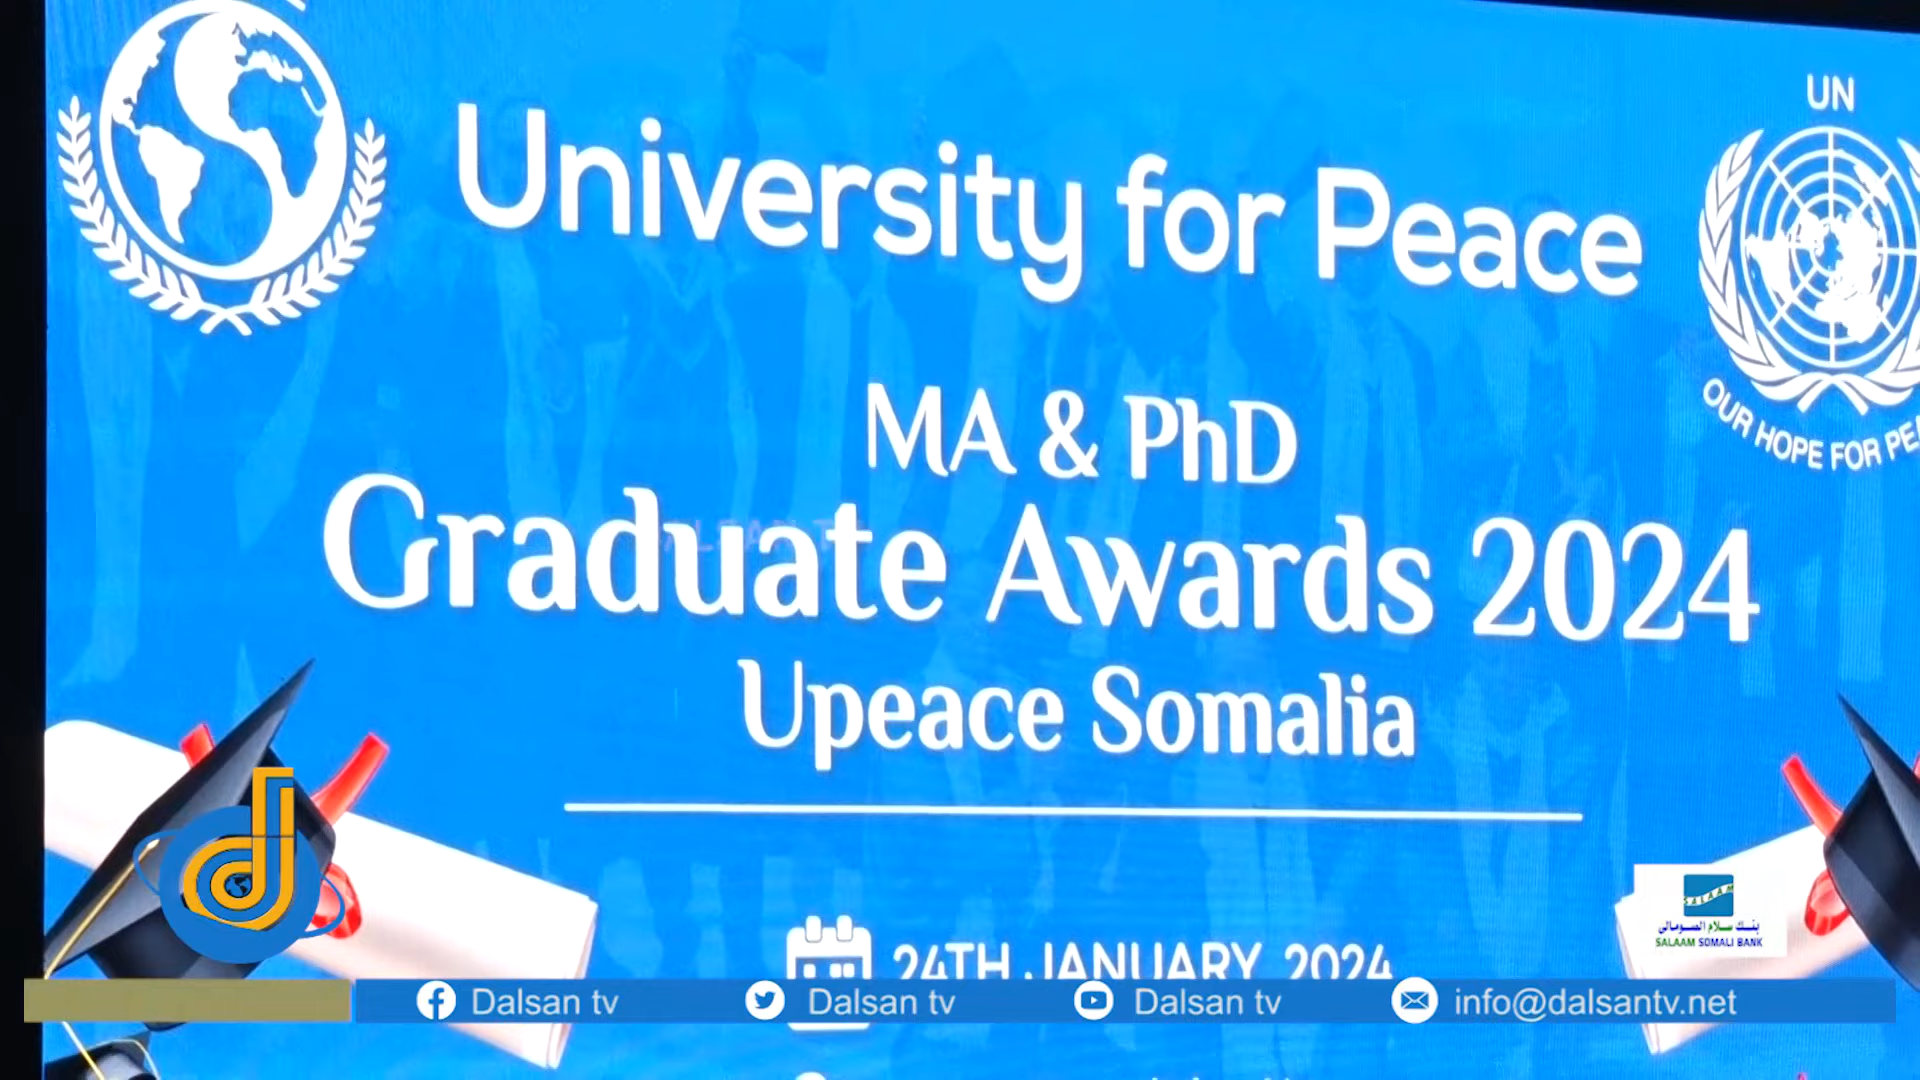 UN
University for Peace
OUR HOPE FOR
MA & PhD
Graduate Awards 2024
Upeace Somalia
24TH JANUARY 2024
SALAAM
بنك سلام الصومالي
SALAAM SOMALI BANK
Dalsan tv
Dalsan tv
Dalsan tv
info@dalsantv.net